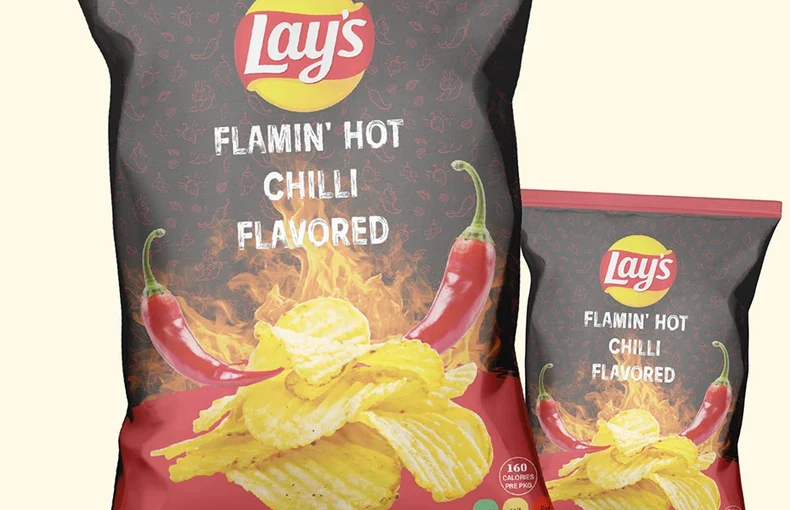 Lay's
FLAMIN' HOT
CHILLI
FLAVORED
160
CALORIES
PRE PKG
Lay's
FLAMIN' HOT
CHILLI
FLAVORED